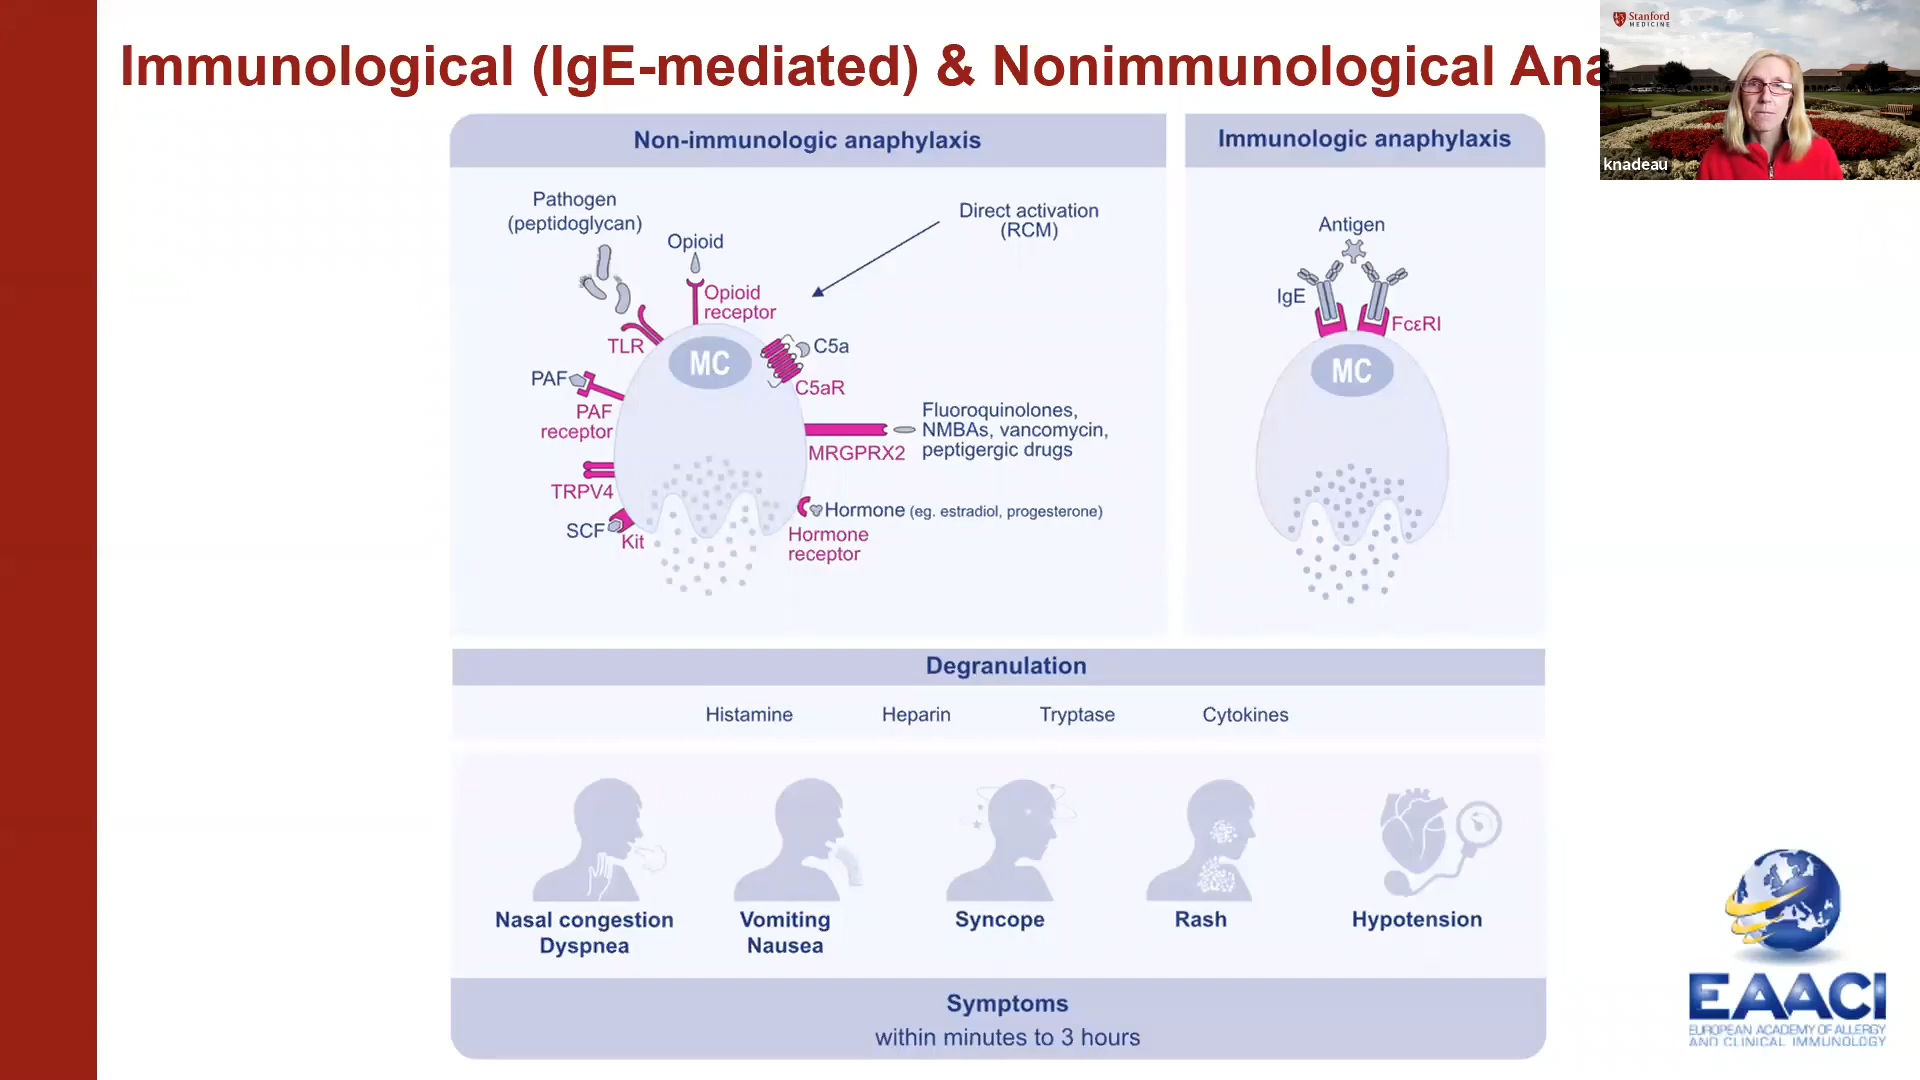 Immunological (IgE-mediated) & Nonimmunological Ana
Stanford
MEDICINE
knadeau
Non-immunologic anaphylaxis
Immunologic anaphylaxis
Pathogen
(peptidoglycan)
Opioid
Direct activation
(RCM)
Opioid
receptor
TLR
MC
C5a
C5aR
PAF
PAF
receptor
Fluoroquinolones,
NMBAs, vancomycin,
peptigergic drugs
MRGPRX2
TRPV4
SCF
Kit
Hormone (eg. estradiol, progesterone)
Hormone
receptor
Antigen
IgE
FcεRI
MC
Degranulation
Histamine Heparin Tryptase Cytokines
Nasal congestion
Dyspnea
Vomiting
Nausea
Syncope
Rash
Hypotension
Symptoms
within minutes to 3 hours
EAACI
EUROPEAN ACADEMY OF ALLERGY
AND CLINICAL IMMUNOLOGY